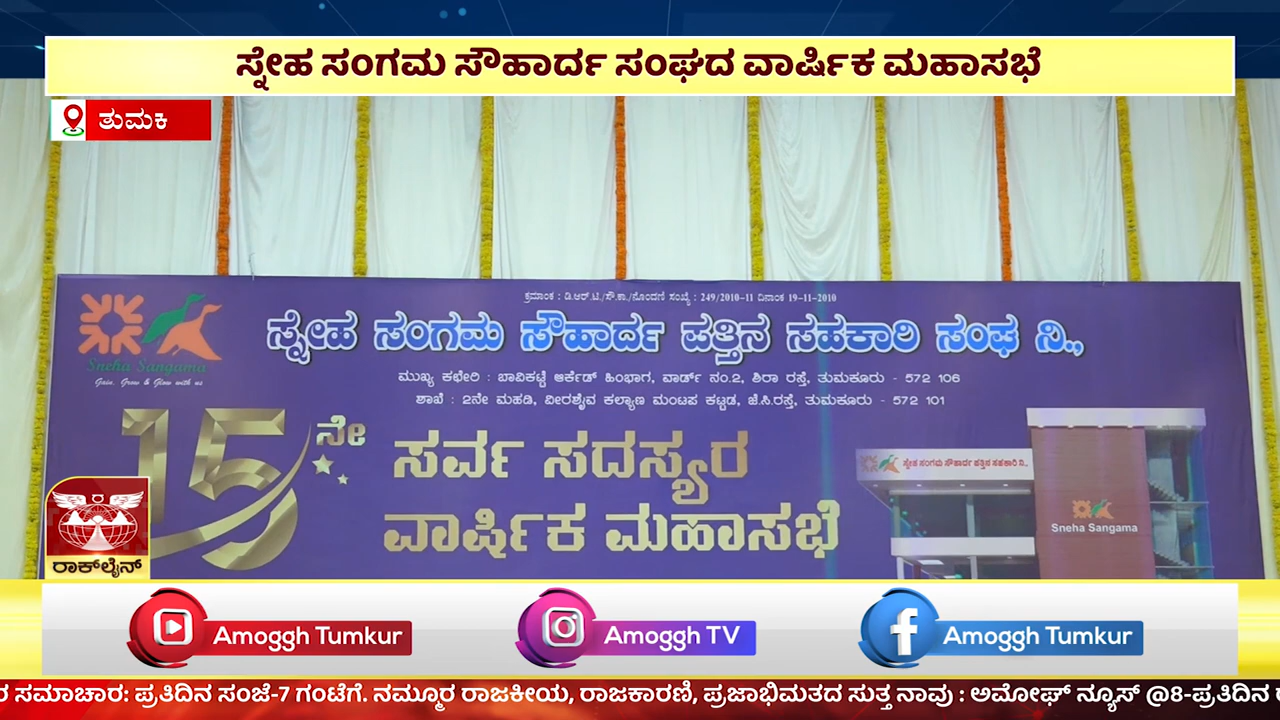 ಸ್ನೇಹ ಸಂಗಮ ಸೌಹಾರ್ದ ಸಂಘದ ವಾರ್ಷಿಕ ಮಹಾಸಭೆ
ತುಮಕಿ
ಕ್ರಮಾಂಕ : ಡಿ.ಆರ್.ಟಿ./ಸೌ.ಕಾ./ನೊಂದಣಿ ಸಂಖ್ಯೆ : 249/2010-11 ದಿನಾಂಕ 19-11-2010
ಸ್ನೇಹ ಸಂಗಮ ಸೌಹಾರ್ದ ಪತ್ತಿನ ಸಹಕಾರಿ ಸಂಘ ನಿ.,
Sneha Sangama
Gain, Grow & Glow with us
ಮುಖ್ಯ ಕಛೇರಿ : ಬಾವಿಕಟ್ಟೆ ಆರ್ಕೆಡ್ ಹಿಂಭಾಗ, ವಾರ್ಡ್ ನಂ.2, ಶಿರಾ ರಸ್ತೆ, ತುಮಕೂರು - 572 106
ಶಾಖೆ : 2ನೇ ಮಹಡಿ, ವೀರಶೈವ ಕಲ್ಯಾಣ ಮಂಟಪ ಕಟ್ಟಡ, ಜೆ.ಸಿ.ರಸ್ತೆ, ತುಮಕೂರು - 572 101
15ನೇ
ಸರ್ವ ಸದಸ್ಯರ
ವಾರ್ಷಿಕ ಮಹಾಸಭೆ
ಸ್ನೇಹ ಸಂಗಮ ಸೌಹಾರ್ದ ಪತ್ತಿನ ಸಹಕಾರಿ ನಿ.,
Sneha Sangama
ರಾಕ್‌ಲೈನ್
Amoggh Tumkur
Amoggh TV
Amoggh Tumkur
ರ ಸಮಾಚಾರ: ಪ್ರತಿದಿನ ಸಂಜೆ-7 ಗಂಟೆಗೆ. ನಮ್ಮೂರ ರಾಜಕೀಯ, ರಾಜಕಾರಣಿ, ಪ್ರಜಾಭಿಮತದ ಸುತ್ತ ನಾವು : ಅಮೋಘ್ ನ್ಯೂಸ್ @8-ಪ್ರತಿದಿನ